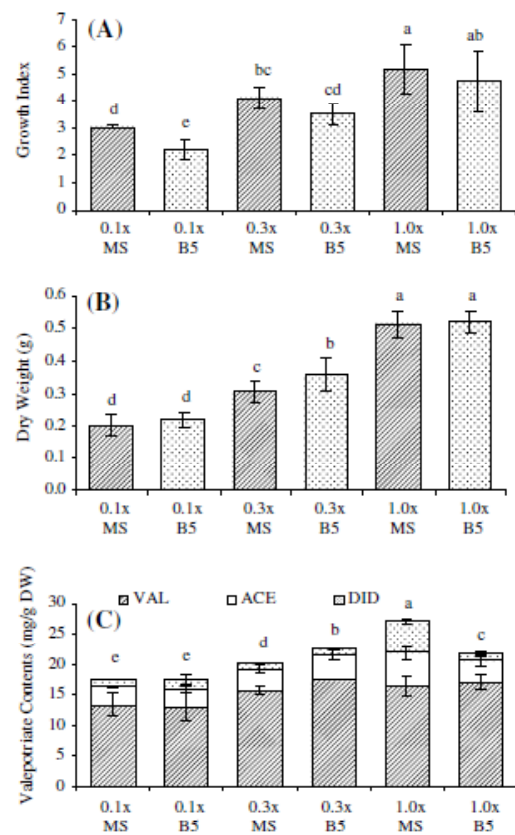 (A)
Growth Index
7
6
5
4
3
2
1
0
d
e
bc
cd
a
ab
0.1x 0.1x 0.3x 0.3x 1.0x 1.0x
MS B5 MS B5 MS B5
(B)
Dry Weight (g)
0.6
0.5
0.4
0.3
0.2
0.1
0.0
d
d
c
b
a
a
0.1x 0.1x 0.3x 0.3x 1.0x 1.0x
MS B5 MS B5 MS B5
VAL ACE DID
(C)
Valepotriate Contents (mg/g DW)
30
25
20
15
10
5
0
e
e
d
b
a
c
0.1x 0.1x 0.3x 0.3x 1.0x 1.0x
MS B5 MS B5 MS B5